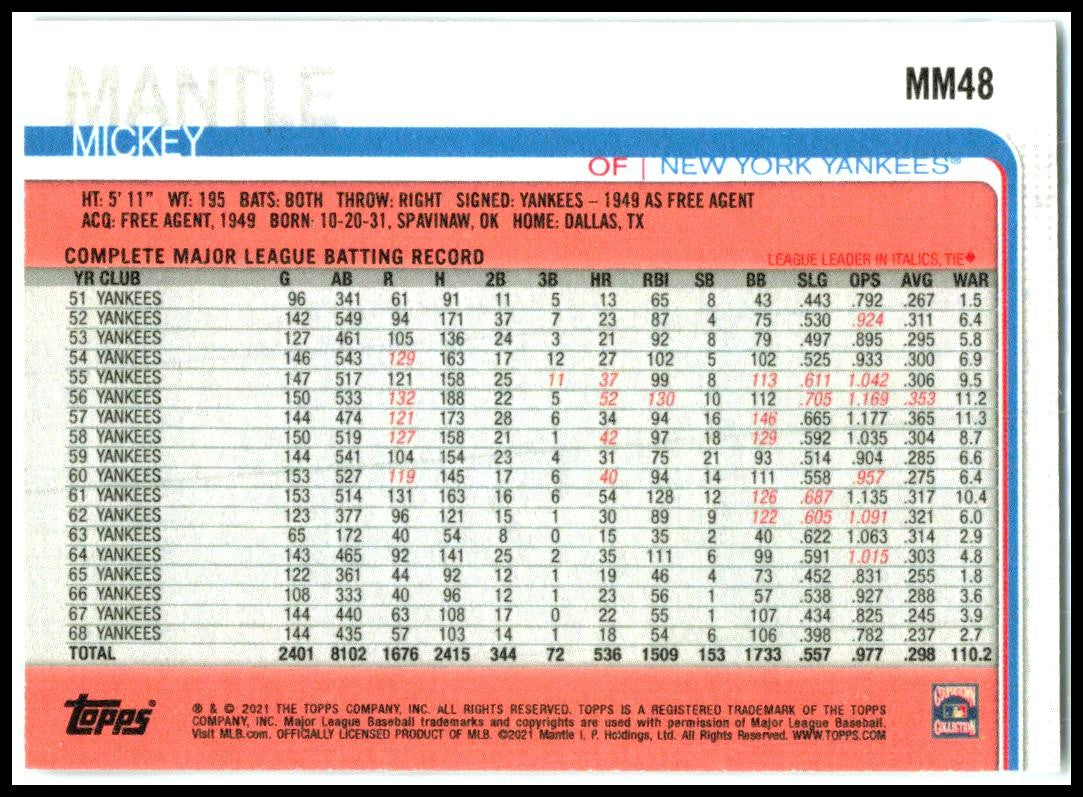 MM48
MANTLE
MICKEY
OF | NEW YORK YANKEES®
HT: 5' 11" WT: 195 BATS: BOTH THROW: RIGHT SIGNED: YANKEES – 1949 AS FREE AGENT
ACQ: FREE AGENT, 1949 BORN: 10-20-31, SPAVINAW, OK HOME: DALLAS, TX
COMPLETE MAJOR LEAGUE BATTING RECORD LEAGUE LEADER IN ITALICS, TIE♦
YR CLUB G AB R H 2B 3B HR RBI SB BB SLG OPS AVG WAR
51 YANKEES 96 341 61 91 11 5 13 65 8 43 .443 .792 .267 1.5
52 YANKEES 142 549 94 171 37 7 23 87 4 75 .530 .924 .311 6.4
53 YANKEES 127 461 105 136 24 3 21 92 8 79 .497 .895 .295 5.8
54 YANKEES 146 543 129 163 17 12 27 102 5 102 .525 .933 .300 6.9
55 YANKEES 147 517 121 158 25 11 37 99 8 113 .611 1.042 .306 9.5
56 YANKEES 150 533 132 188 22 5 52 130 10 112 .705 1.169 .353 11.2
57 YANKEES 144 474 121 173 28 6 34 94 16 146 .665 1.177 .365 11.3
58 YANKEES 150 519 127 158 21 1 42 97 18 129 .592 1.035 .304 8.7
59 YANKEES 144 541 104 154 23 4 31 75 21 93 .514 .904 .285 6.6
60 YANKEES 153 527 119 145 17 6 40 94 14 111 .558 .957 .275 6.4
61 YANKEES 153 514 131 163 16 6 54 128 12 126 .687 1.135 .317 10.4
62 YANKEES 123 377 96 121 15 1 30 89 9 122 .605 1.091 .321 6.0
63 YANKEES 65 172 40 54 8 0 15 35 2 40 .622 1.063 .314 2.9
64 YANKEES 143 465 92 141 25 2 35 111 6 99 .591 1.015 .303 4.8
65 YANKEES 122 361 44 92 12 1 19 46 4 73 .452 .831 .255 1.8
66 YANKEES 108 333 40 96 12 1 23 56 1 57 .538 .927 .288 3.6
67 YANKEES 144 440 63 108 17 0 22 55 1 107 .434 .825 .245 3.9
68 YANKEES 144 435 57 103 14 1 18 54 6 106 .398 .782 .237 2.7
TOTAL 2401 8102 1676 2415 344 72 536 1509 153 1733 .557 .977 .298 110.2
Topps®
® & © 2021 THE TOPPS COMPANY, INC. ALL RIGHTS RESERVED. TOPPS IS A REGISTERED TRADEMARK OF THE TOPPS
COMPANY, INC. Major League Baseball trademarks and copyrights are used with permission of Major League Baseball.
Visit MLB.com. OFFICIALLY LICENSED PRODUCT OF MLB. ©2021 Mantle I. P. Holdings, Ltd. All Rights Reserved. WWW.TOPPS.COM
COOPERSTOWN
COLLECTION